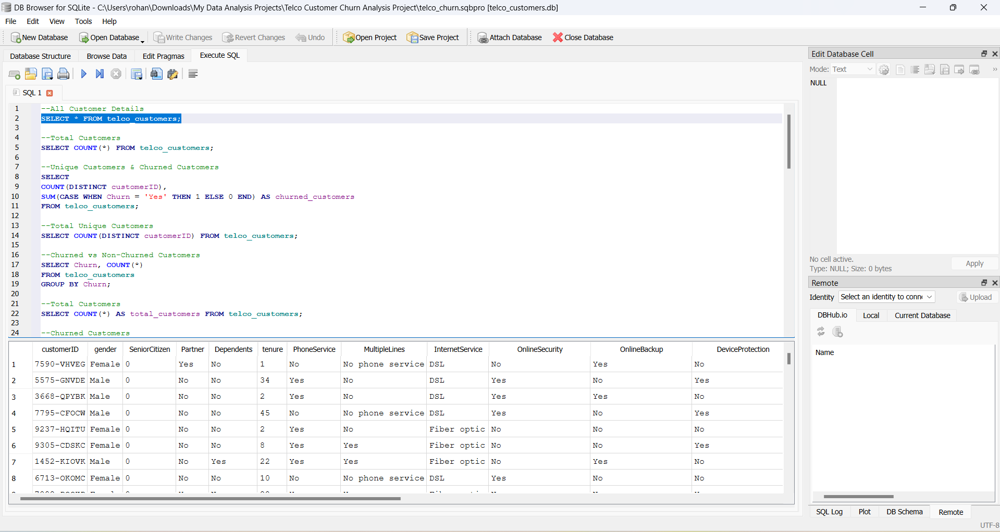 DB Browser for SQLite - C:\Users\rohan\Downloads\My Data Analysis Projects\Telco Customer Churn Analysis Project\telco_churn.sqbpro [telco_customers.db]
File Edit View Tools Help
New Database Open Database Write Changes Revert Changes Undo Open Project Save Project Attach Database Close Database
Database Structure Browse Data Edit Pragmas Execute SQL
SQL 1
1 --All Customer Details
2 SELECT * FROM telco_customers;
3
4 --Total Customers
5 SELECT COUNT(*) FROM telco_customers;
6
7 --Unique Customers & Churned Customers
8 SELECT
9 COUNT(DISTINCT customerID),
10 SUM(CASE WHEN Churn = 'Yes' THEN 1 ELSE 0 END) AS churned_customers
11 FROM telco_customers;
12
13 --Total Unique Customers
14 SELECT COUNT(DISTINCT customerID) FROM telco_customers;
15
16 --Churned vs Non-Churned Customers
17 SELECT Churn, COUNT(*)
18 FROM telco_customers
19 GROUP BY Churn;
20
21 --Total Customers
22 SELECT COUNT(*) AS total_customers FROM telco_customers;
23
24 --Churned Customers
customerID gender SeniorCitizen Partner Dependents tenure PhoneService MultipleLines InternetService OnlineSecurity OnlineBackup DeviceProtection
1 7590-VHVEG Female 0 Yes No 1 No No phone service DSL No Yes No
2 5575-GNVDE Male 0 No No 34 Yes No DSL Yes No Yes
3 3668-QPYBK Male 0 No No 2 Yes No DSL Yes Yes No
4 7795-CFOCW Male 0 No No 45 No No phone service DSL Yes No Yes
5 9237-HQITU Female 0 No No 2 Yes No Fiber optic No No No
6 9305-CDSKC Female 0 No No 8 Yes Yes Fiber optic No No Yes
7 1452-KIOVK Male 0 No Yes 22 Yes Yes Fiber optic No Yes No
8 6713-OKOMC Female 0 No No 10 No No phone service DSL Yes No No
Edit Database Cell
Mode: Text
NULL
No cell active.
Type: NULL; Size: 0 bytes
Apply
Remote
Identity Select an identity to conne Upload
DBHub.io Local Current Database
Name
SQL Log Plot DB Schema Remote
UTF-8